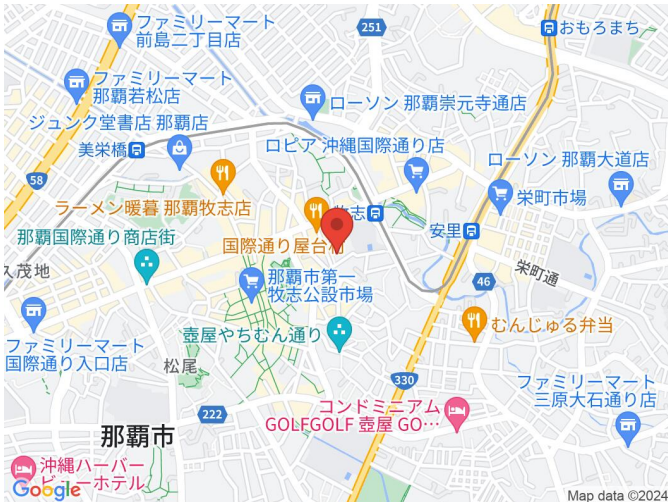 ファミリーマート
前島二丁目店
251
おもろまち
ファミリーマート
那覇若松店
ローソン 那覇崇元寺通店
ジュンク堂書店 那覇店
美栄橋
ロピア 沖縄国際通り店
ローソン 那覇大道店
58
栄町市場
ラーメン暖暮 那覇牧志店
牧志
那覇国際通り商店街
国際通り屋台村
安里
久茂地
栄町通
那覇市第一
牧志公設市場
46
壺屋やちむん通り
むんじゅる弁当
ファミリーマート
国際通り入口店
松尾
330
ファミリーマート
三原大石通り店
222
コンドミニアム
GOLFGOLF 壺屋 GO…
那覇市
沖縄ハーバー
ビューホテル
Google
Map data ©2024